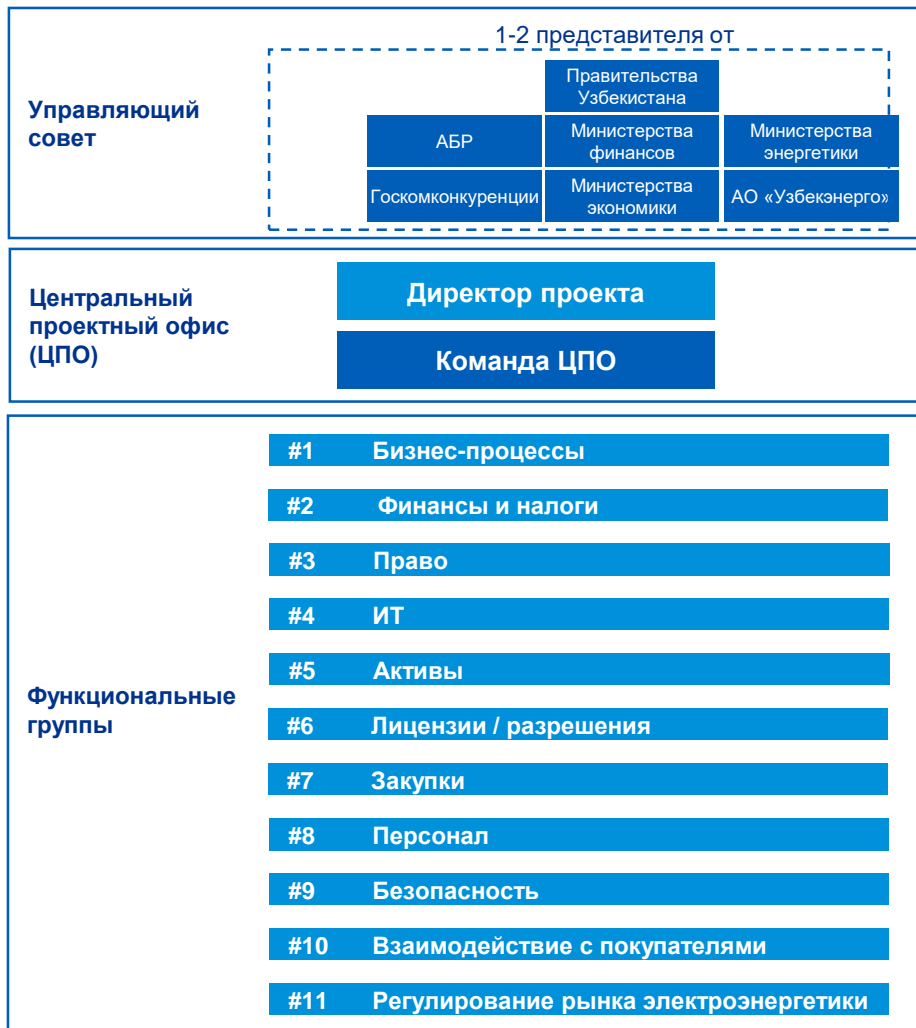 1-2 представителя от
Управляющий
совет
Правительства
Узбекистана
АБР
Министерства
финансов
Министерства
энергетики
Госкомконкуренции
Министерства
экономики
АО «Узбекэнерго»
Центральный
проектный офис
(ЦПО)
Директор проекта
Команда ЦПО
Функциональные
группы
#1 Бизнес-процессы
#2 Финансы и налоги
#3 Право
#4 ИТ
#5 Активы
#6 Лицензии / разрешения
#7 Закупки
#8 Персонал
#9 Безопасность
#10 Взаимодействие с покупателями
#11 Регулирование рынка электроэнергетики